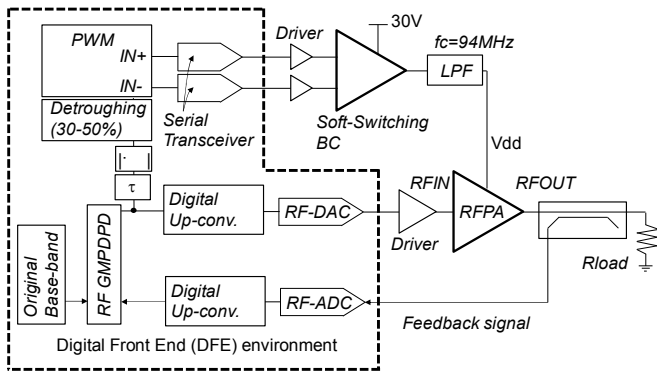 PWM
IN+
IN-
Detroughing
(30-50%)
|·|
τ
Serial
Transceiver
Driver
30V
Soft-Switching
BC
fc=94MHz
LPF
Vdd
Original
Base-band
RF GMPDPD
Digital
Up-conv.
RF-DAC
Driver
RFIN
RFPA
RFOUT
Rload
Digital
Up-conv.
RF-ADC
Feedback signal
Digital Front End (DFE) environment